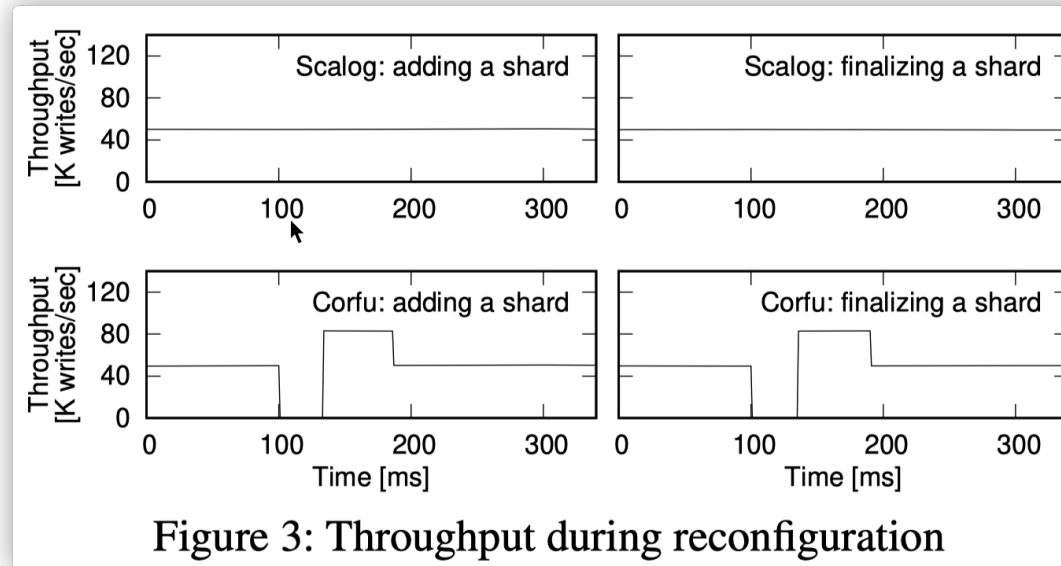 Throughput
[K writes/sec]
120
80
40
0
Scalog: adding a shard
0 100 200 300
Scalog: finalizing a shard
0 100 200 300
Throughput
[K writes/sec]
120
80
40
0
Corfu: adding a shard
0 100 200 300
Time [ms]
Corfu: finalizing a shard
0 100 200 300
Time [ms]
Figure 3: Throughput during reconfiguration